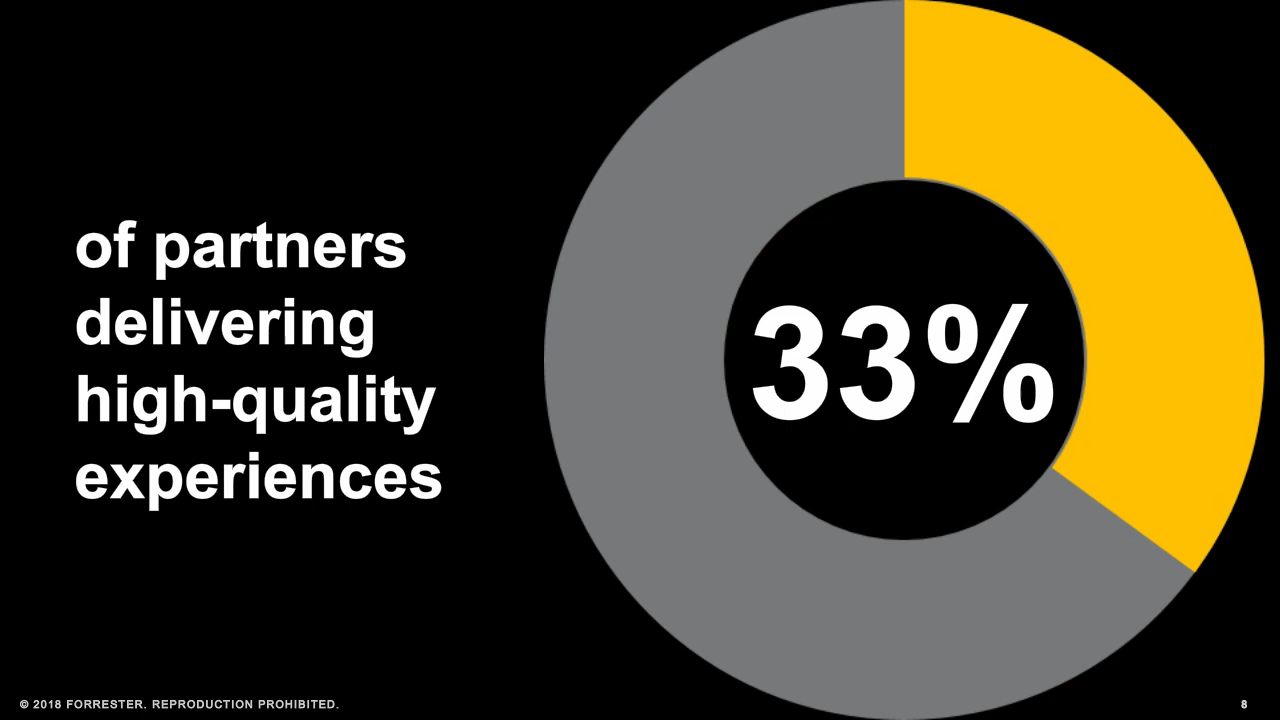 of partners
delivering
high-quality
experiences
33%
© 2018 FORRESTER. REPRODUCTION PROHIBITED.
8